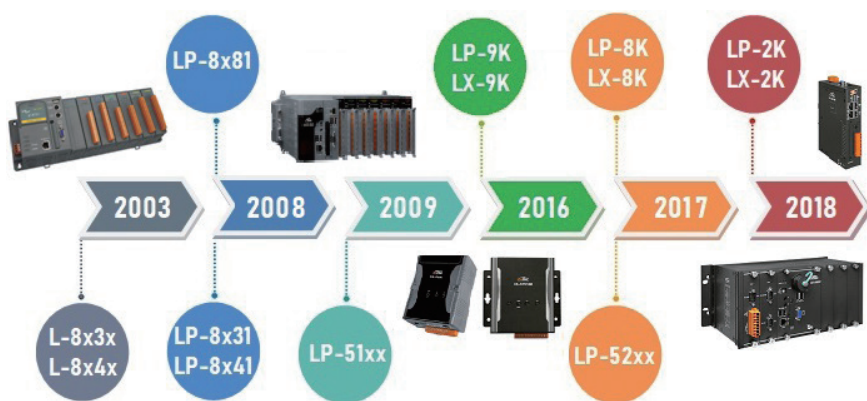 LP-8x81
LP-9K
LX-9K
LP-8K
LX-8K
LP-2K
LX-2K
2003
2008
2009
2016
2017
2018
L-8x3x
L-8x4x
LP-8x31
LP-8x41
LP-51xx
LP-52xx